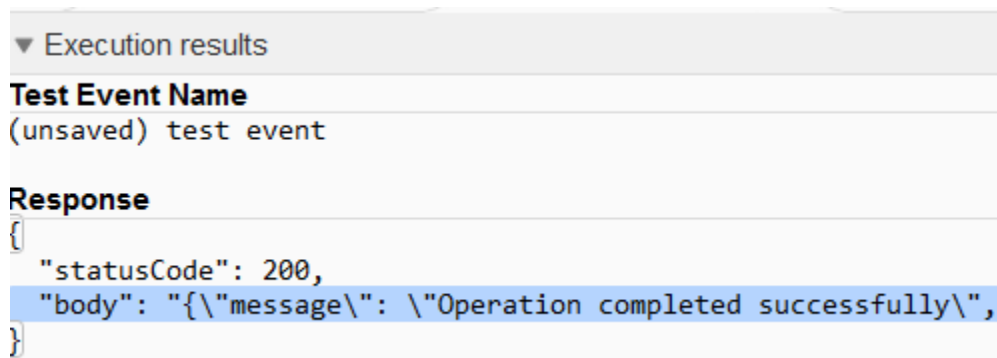 Execution results
Test Event Name
(unsaved) test event
Response
{
"statusCode": 200,
"body": "{\"message\": \"Operation completed successfully\",
}